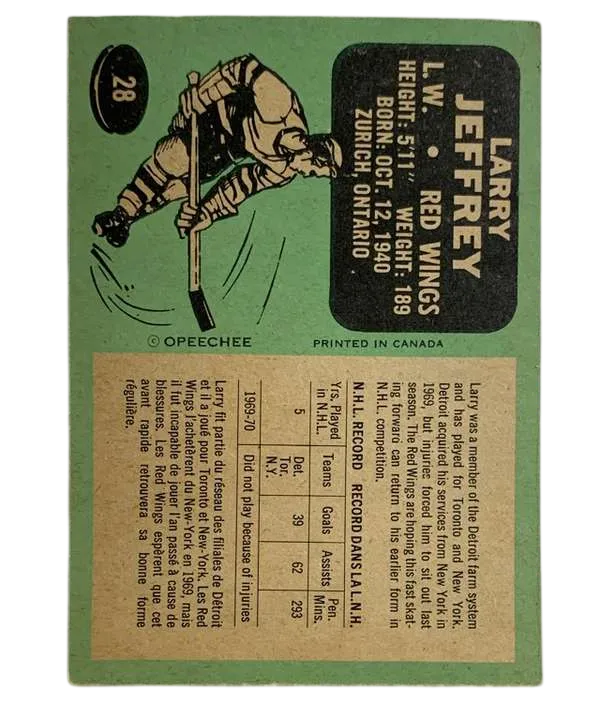 28
LARRY
JEFFREY
L. W. • RED WINGS
HEIGHT: 5'11" WEIGHT: 189
BORN: OCT. 12, 1940
ZURICH, ONTARIO
© OPEECHEE PRINTED IN CANADA
Larry was a member of the Detroit farm system
and has played for Toronto and New York.
Detroit acquired his services from New York in
1969, but injuries forced him to sit out last
season. The Red Wings are hoping this fast skat-
ing forward can return to his earlier form in
N.H.L. competition.
N.H.L. RECORD RECORD DANS LA L.N.H.
Yrs. Played
in N.H.L. Teams Goals Assists Pen.
Mins.
5 Det.
Tor.
N.Y. 39 62 293
1969-70 Did not play because of injuries
Larry fit partie du réseau des filiales de Détroit
et il a joué pour Toronto et New-York. Les Red
Wings l'achetèrent du New-York en 1969, mais
il fut incapable de jouer l'an passé à cause de
blessures. Les Red Wings espèrent que cet
avant rapide retrouvera sa bonne forme
régulière.